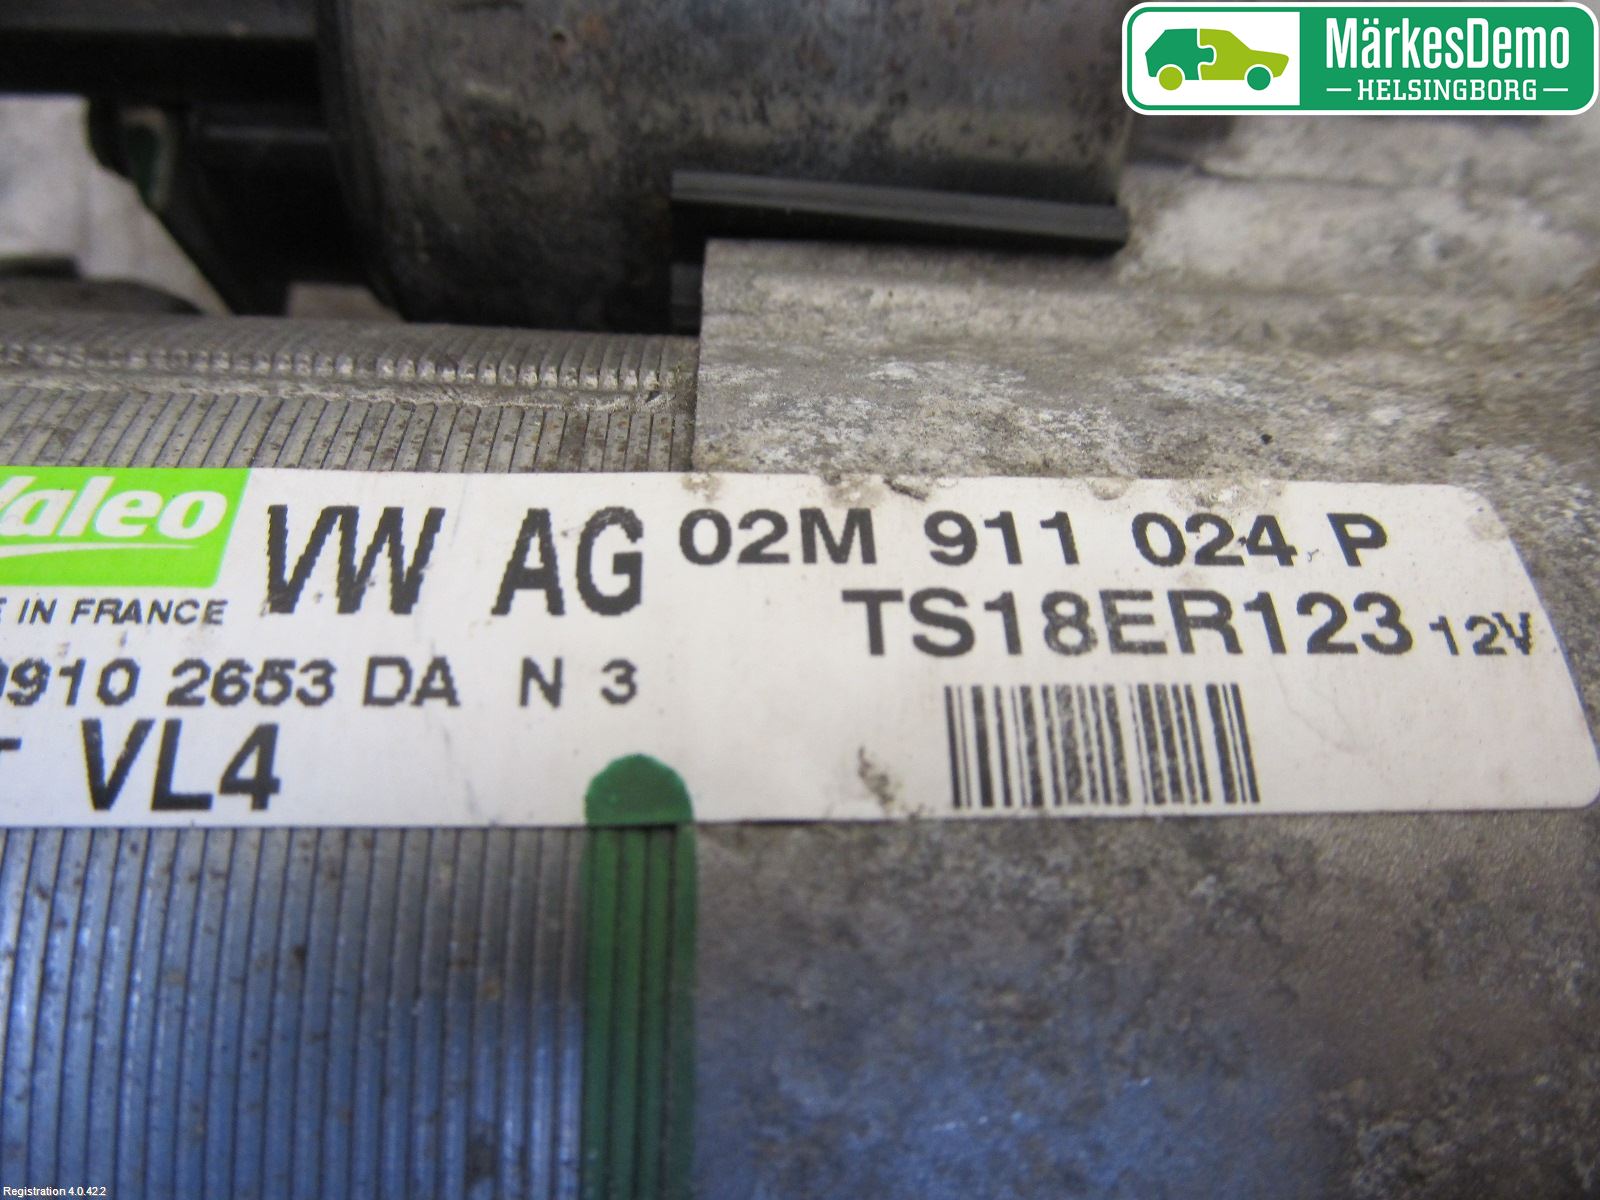 MärkesDemo
HELSINGBORG
Valeo VW AG 02M 911 024 P
IN FRANCE TS18ER123 12V
910 2653 DA N 3
VL4
Registration 4.0.42.2